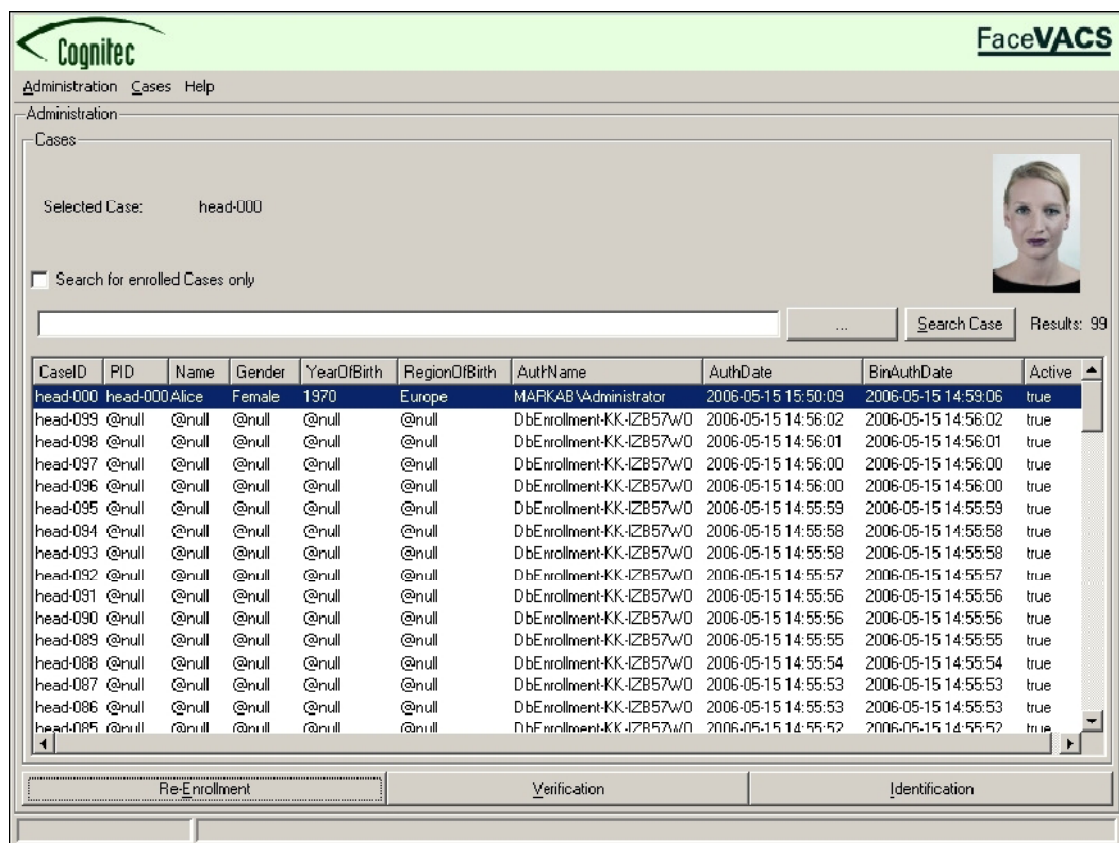 Cognitec
FaceVACS
Administration Cases Help
Administration
Cases
Selected Case: head-000
Search for enrolled Cases only
... Search Case Results: 99
CaseID PID Name Gender YearOfBirth RegionOfBirth AuthName AuthDate BinAuthDate Active
head-000 head-000 Alice Female 1970 Europe MARKAB\Administrator 2006-05-15 15:50:09 2006-05-15 14:59:06 true
head-099 @null @null @null @null @null DbEnrollment-KK-IZB57W0 2006-05-15 14:56:02 2006-05-15 14:56:02 true
head-098 @null @null @null @null @null DbEnrollment-KK-IZB57W0 2006-05-15 14:56:01 2006-05-15 14:56:01 true
head-097 @null @null @null @null @null DbEnrollment-KK-IZB57W0 2006-05-15 14:56:00 2006-05-15 14:56:00 true
head-096 @null @null @null @null @null DbEnrollment-KK-IZB57W0 2006-05-15 14:56:00 2006-05-15 14:56:00 true
head-095 @null @null @null @null @null DbEnrollment-KK-IZB57W0 2006-05-15 14:55:59 2006-05-15 14:55:59 true
head-094 @null @null @null @null @null DbEnrollment-KK-IZB57W0 2006-05-15 14:55:58 2006-05-15 14:55:58 true
head-093 @null @null @null @null @null DbEnrollment-KK-IZB57W0 2006-05-15 14:55:58 2006-05-15 14:55:58 true
head-092 @null @null @null @null @null DbEnrollment-KK-IZB57W0 2006-05-15 14:55:57 2006-05-15 14:55:57 true
head-091 @null @null @null @null @null DbEnrollment-KK-IZB57W0 2006-05-15 14:55:56 2006-05-15 14:55:56 true
head-090 @null @null @null @null @null DbEnrollment-KK-IZB57W0 2006-05-15 14:55:56 2006-05-15 14:55:56 true
head-089 @null @null @null @null @null DbEnrollment-KK-IZB57W0 2006-05-15 14:55:55 2006-05-15 14:55:55 true
head-088 @null @null @null @null @null DbEnrollment-KK-IZB57W0 2006-05-15 14:55:54 2006-05-15 14:55:54 true
head-087 @null @null @null @null @null DbEnrollment-KK-IZB57W0 2006-05-15 14:55:53 2006-05-15 14:55:53 true
head-086 @null @null @null @null @null DbEnrollment-KK-IZB57W0 2006-05-15 14:55:53 2006-05-15 14:55:53 true
head-085 @null @null @null @null @null DbEnrollment-KK-IZB57W0 2006-05-15 14:55:52 2006-05-15 14:55:52 true
Re-Enrollment Verification Identification